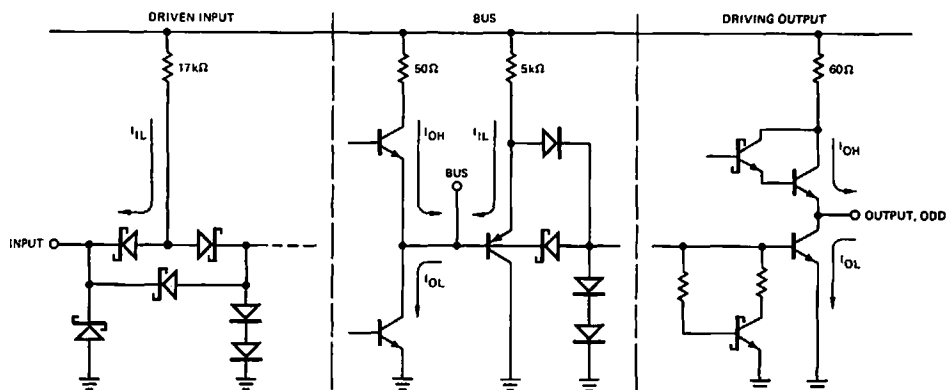 DRIVEN INPUT
BUS
DRIVING OUTPUT
17kΩ
50Ω
5kΩ
60Ω
IIL
IOH
IIL
IOH
BUS
INPUT
OUTPUT, ODD
IOL
IOL